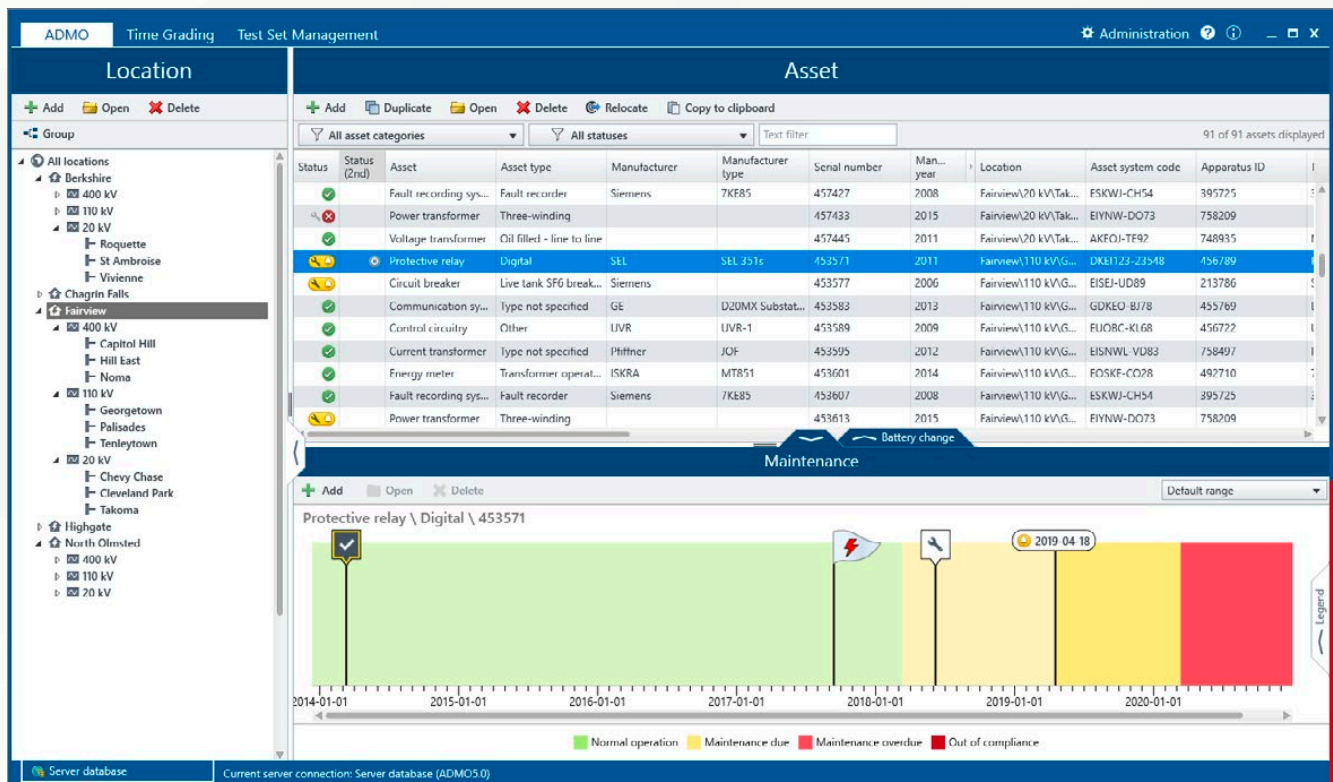 ADMO Time Grading Test Set Management Administration
Location
Asset
Add Open Delete
Add Duplicate Open Delete Relocate Copy to clipboard
Group
All asset categories All statuses Text filter 91 of 91 assets displayed
All locations
Berkshire
400 kV
110 kV
20 kV
Roquette
St Ambroise
Vivienne
Chagrin Falls
Fairview
400 kV
Capitol Hill
Hill East
Noma
110 kV
Georgetown
Palisades
Tenleytown
20 kV
Chevy Chase
Cleveland Park
Takoma
Highgate
North Olmsted
400 kV
110 kV
20 kV
Status Status (2nd) Asset Asset type Manufacturer Manufacturer type Serial number Man... year Location Asset system code Apparatus ID
Fault recording sys... Fault recorder Siemens 7KE85 457427 2008 Fairview\20 kV\Tak... ESKWJ-CH54 395725
Power transformer Three-winding 457433 2015 Fairview\20 kV\Tak... EIYNW-DO73 758209
Voltage transformer Oil filled - line to line 457445 2011 Fairview\20 kV\Tak... AKEOJ-TE92 748935
Protective relay Digital SEL SEL 351s 453571 2011 Fairview\110 kV\G... DKEI123-23548 456789
Circuit breaker Live tank SF6 break... Siemens 453577 2006 Fairview\110 kV\G... EISEJ-UD89 213786
Communication sy... Type not specified GE D20MX Substat... 453583 2013 Fairview\110 kV\G... GDKEO-BJ78 455769
Control circuitry Other UVR UVR-1 453589 2009 Fairview\110 kV\G... EUOBC-KL68 456722
Current transformer Type not specified Pfiffner JOF 453595 2012 Fairview\110 kV\G... EISNWL-VD83 758497
Energy meter Transformer operat... ISKRA MT851 453601 2014 Fairview\110 kV\G... EOSKE-CO28 492710
Fault recording sys... Fault recorder Siemens 7KE85 453607 2008 Fairview\110 kV\G... ESKWJ-CH54 395725
Power transformer Three-winding 453613 2015 Fairview\110 kV\G... EIYNW-DO73 758209
Battery change
Maintenance
Add Open Delete Default range
Protective relay \ Digital \ 453571
2019-04-18
Legend
2014-01-01 2015-01-01 2016-01-01 2017-01-01 2018-01-01 2019-01-01 2020-01-01
Normal operation Maintenance due Maintenance overdue Out of compliance
Server database Current server connection: Server database (ADMO5.0)